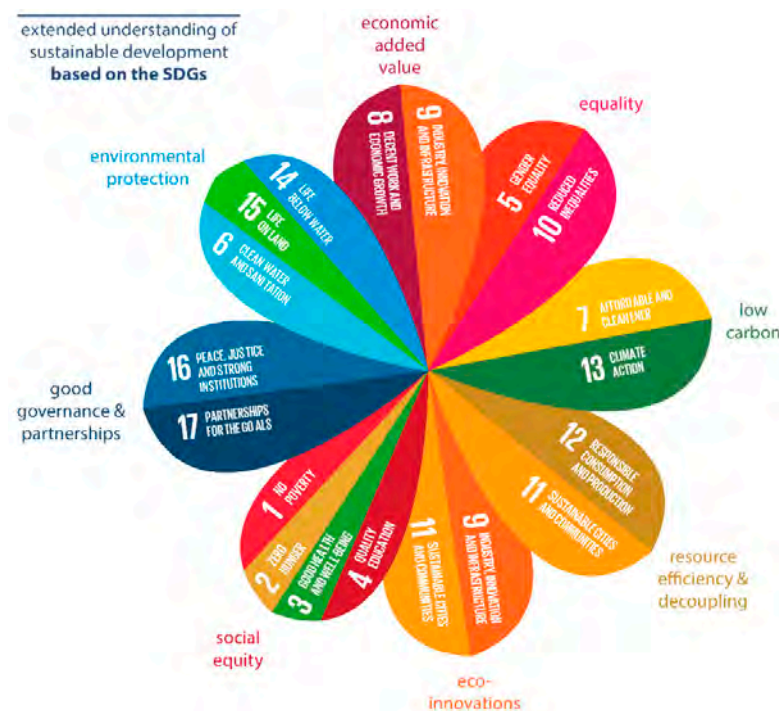 extended understanding of
sustainable development
based on the SDGs
economic
added
value
equality
low
carbon
resource
efficiency &
decoupling
eco-
innovations
social
equity
good
governance &
partnerships
environmental
protection
8
DECENT WORK AND
ECONOMIC GROWTH
9
INDUSTRY, INNOVATION
AND INFRASTRUCTURE
5
GENDER
EQUALITY
10
REDUCED
INEQUALITIES
7
AFFORDABLE AND
CLEAN ENER
13
CLIMATE
ACTION
12
RESPONSIBLE
CONSUMPTION
AND PRODUCTION
11
SUSTAINABLE CITIES
AND COMMUNITIES
9
INDUSTRY, INNOVATION
AND INFRASTRUCTURE
11
SUSTAINABLE CITIES
AND COMMUNITIES
4
QUALITY
EDUCATION
3
GOOD HEALTH
AND WELL-BEING
2
ZERO
HUNGER
1
NO
POVERTY
17
PARTNERSHIPS
FOR THE GOALS
16
PEACE, JUSTICE
AND STRONG
INSTITUTIONS
6
CLEAN WATER
AND SANITATION
15
LIFE
ON LAND
14
LIFE
BELOW WATER